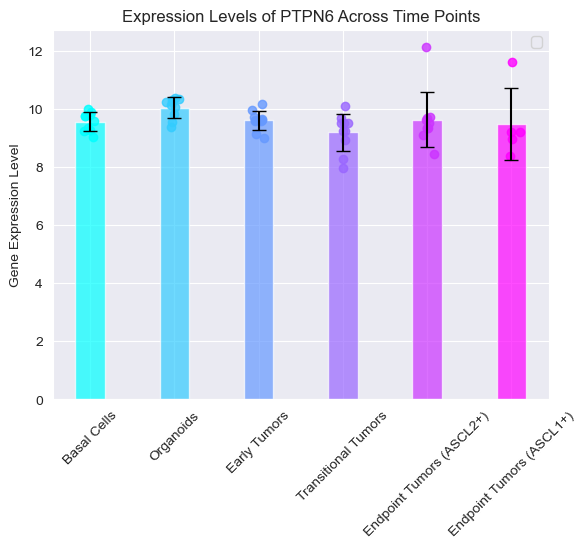 Expression Levels of PTPN6 Across Time Points
Gene Expression Level
12
10
8
6
4
2
0
Basal Cells
Organoids
Early Tumors
Transitional Tumors
Endpoint Tumors (ASCL2+)
Endpoint Tumors (ASCL1+)